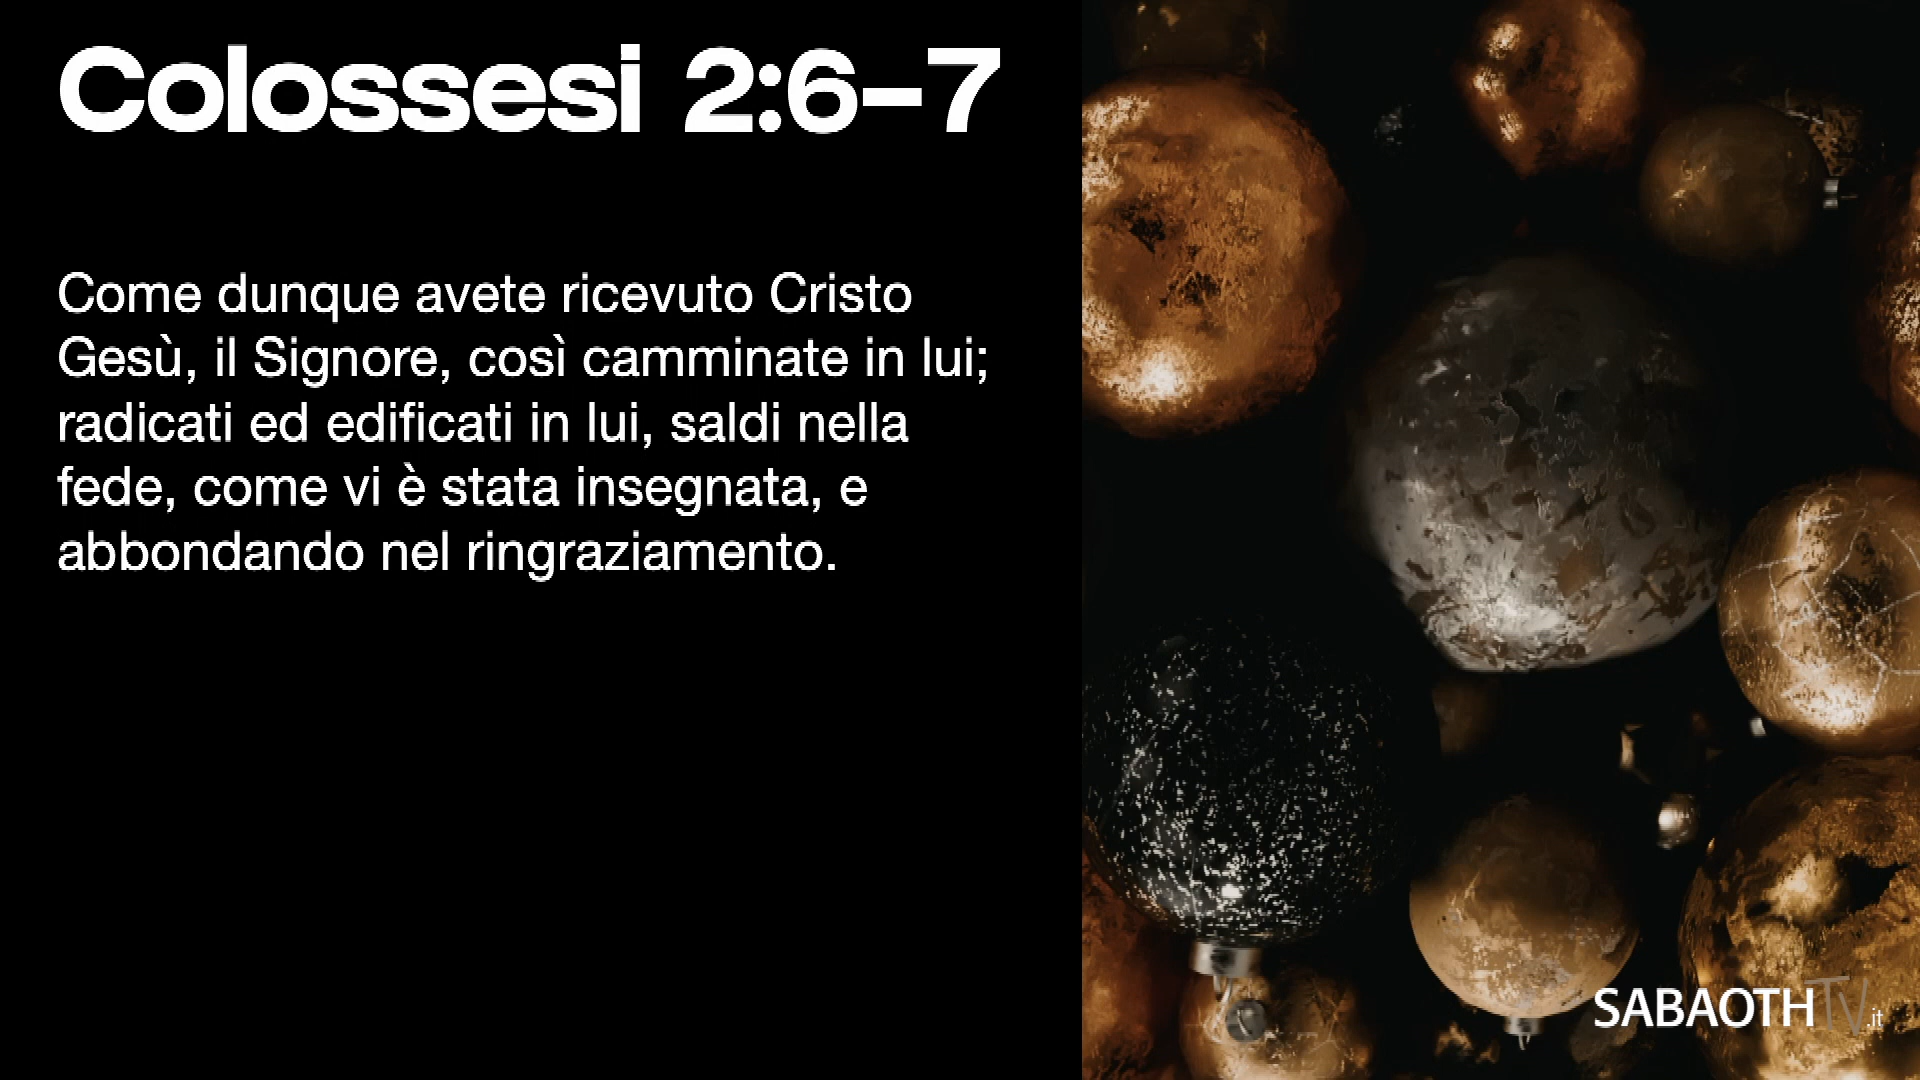 Colossesi 2:6–7
Come dunque avete ricevuto Cristo
Gesù, il Signore, così camminate in lui;
radicati ed edificati in lui, saldi nella
fede, come vi è stata insegnata, e
abbondando nel ringraziamento.
SABAOTHTV.it